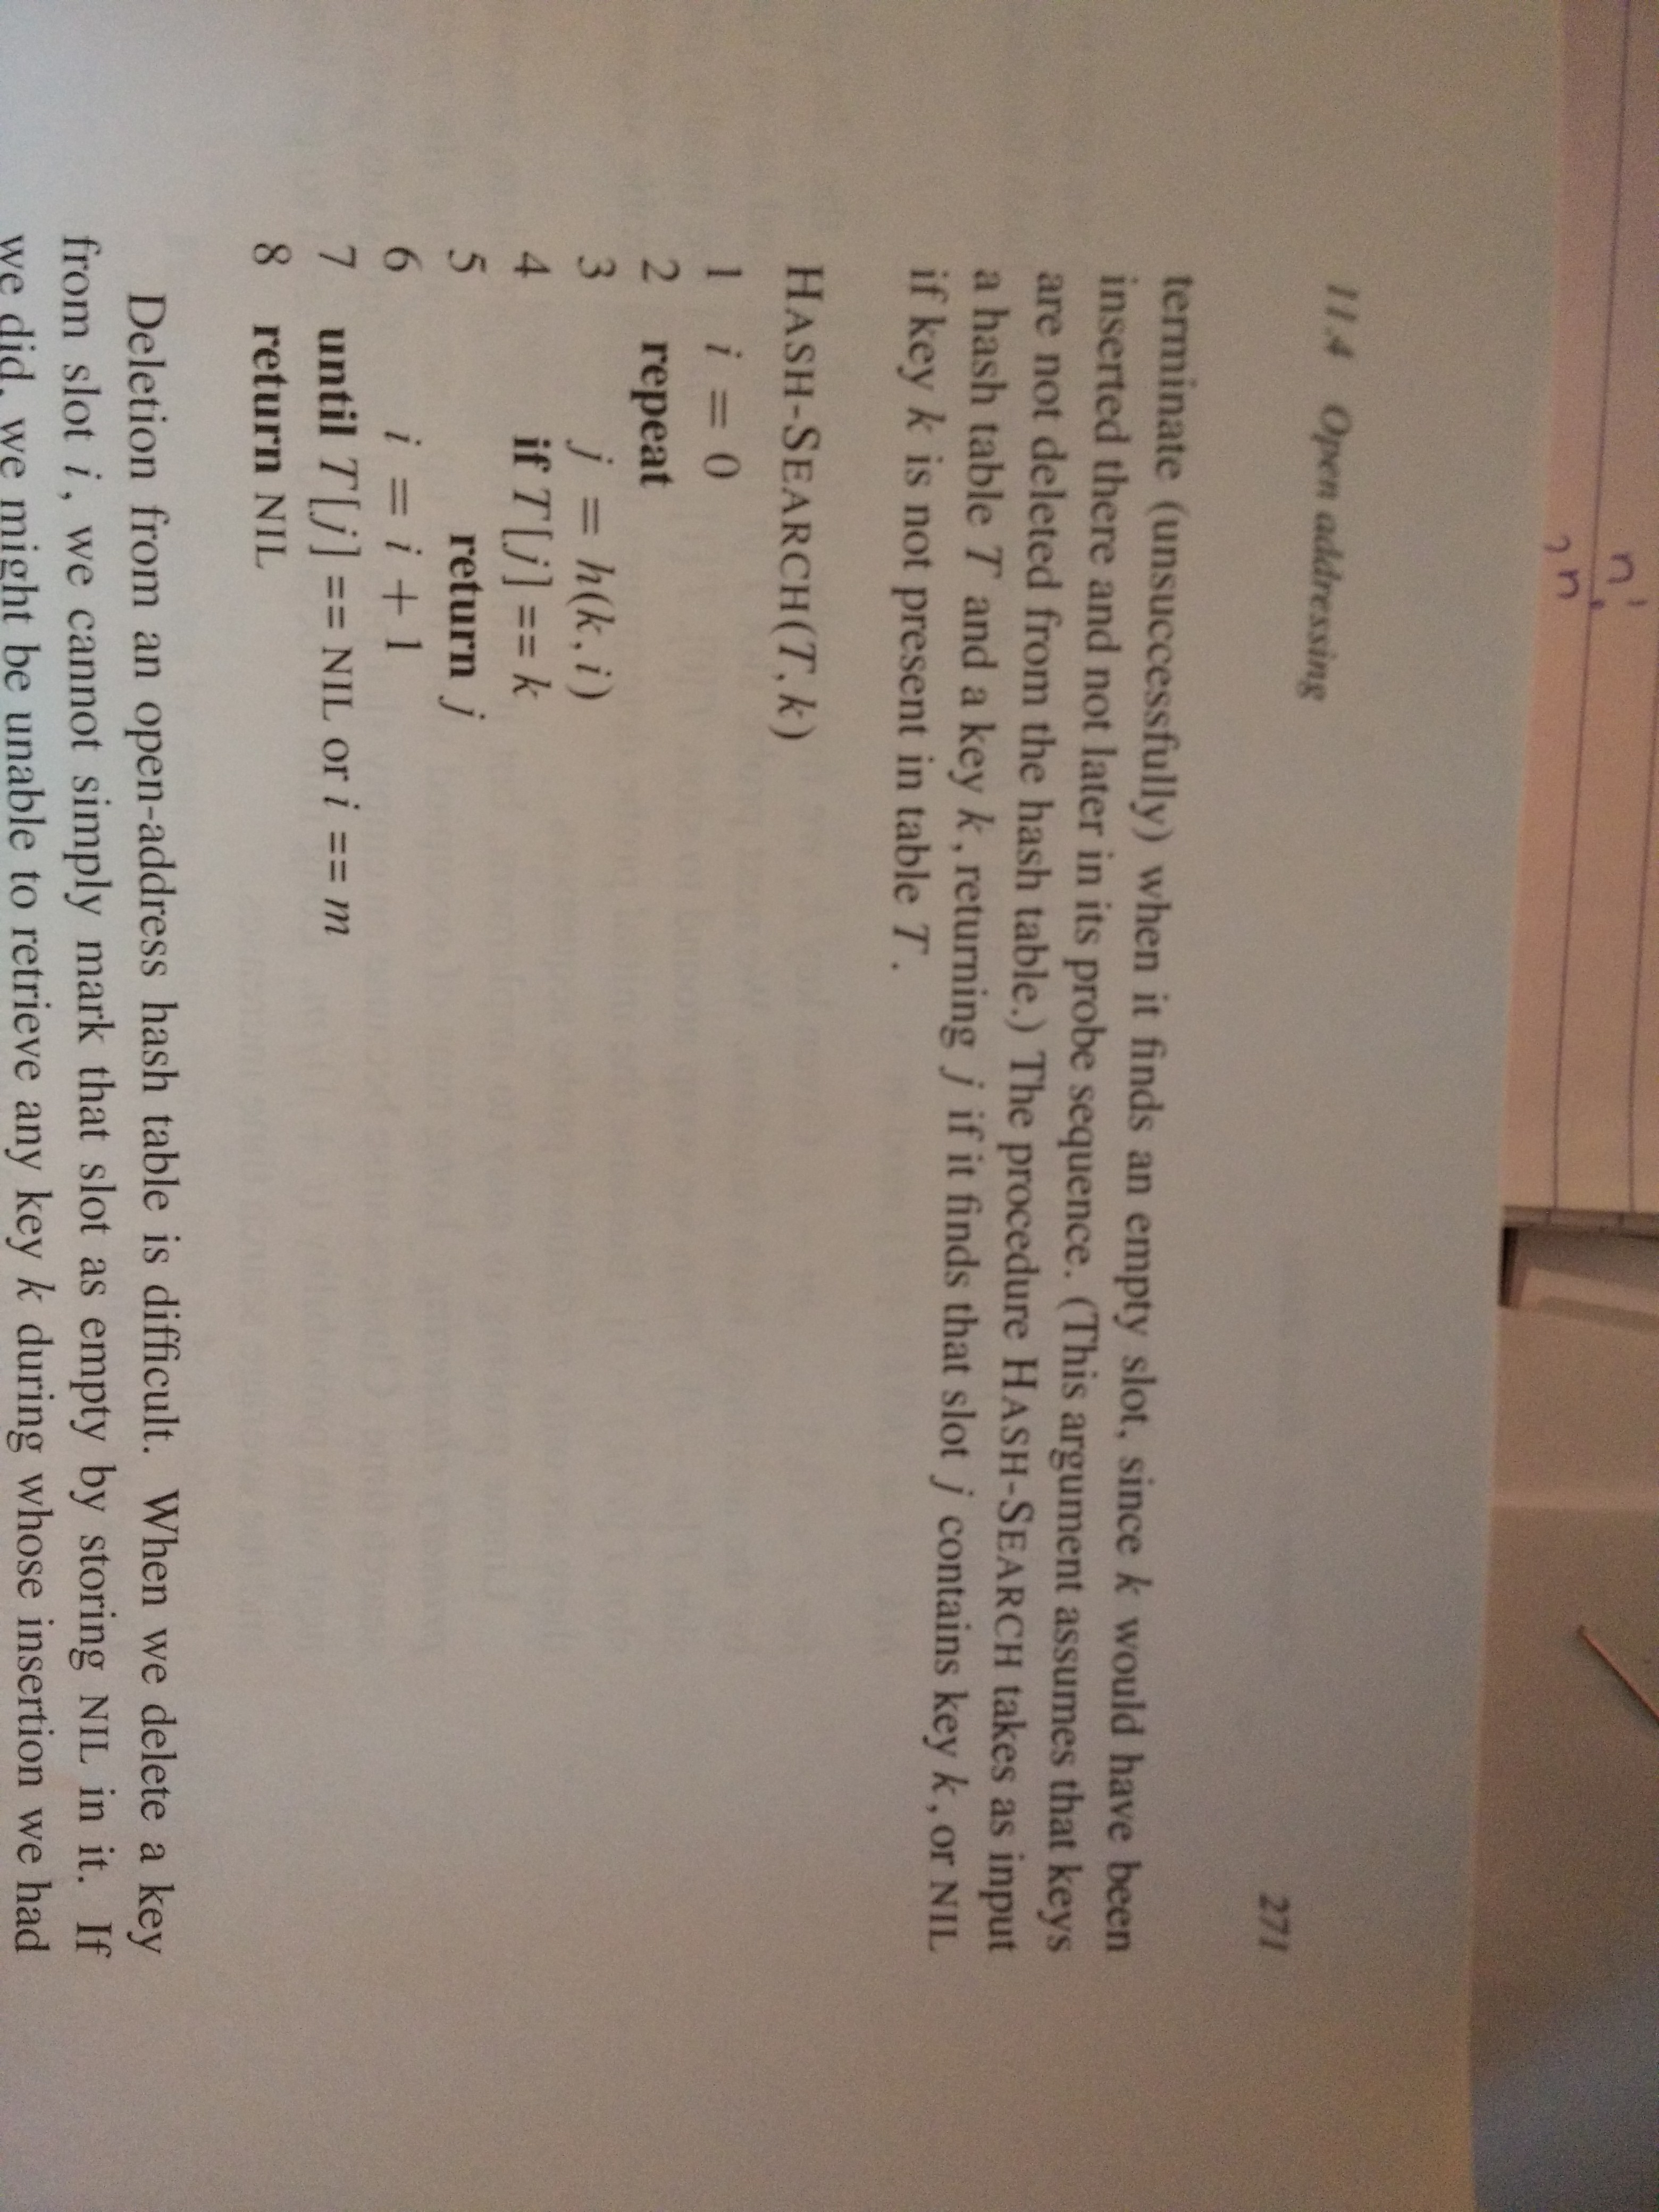 n!
2n
11.4 Open addressing
271
terminate (unsuccessfully) when it finds an empty slot, since k would have been
inserted there and not later in its probe sequence. (This argument assumes that keys
are not deleted from the hash table.) The procedure HASH-SEARCH takes as input
a hash table T and a key k, returning j if it finds that slot j contains key k, or NIL
if key k is not present in table T.
HASH-SEARCH(T, k)
1 i = 0
2 repeat
3 j = h(k, i)
4 if T[j] == k
5 return j
6 i = i + 1
7 until T[j] == NIL or i == m
8 return NIL
Deletion from an open-address hash table is difficult. When we delete a key
from slot i, we cannot simply mark that slot as empty by storing NIL in it. If
we did, we might be unable to retrieve any key k during whose insertion we had